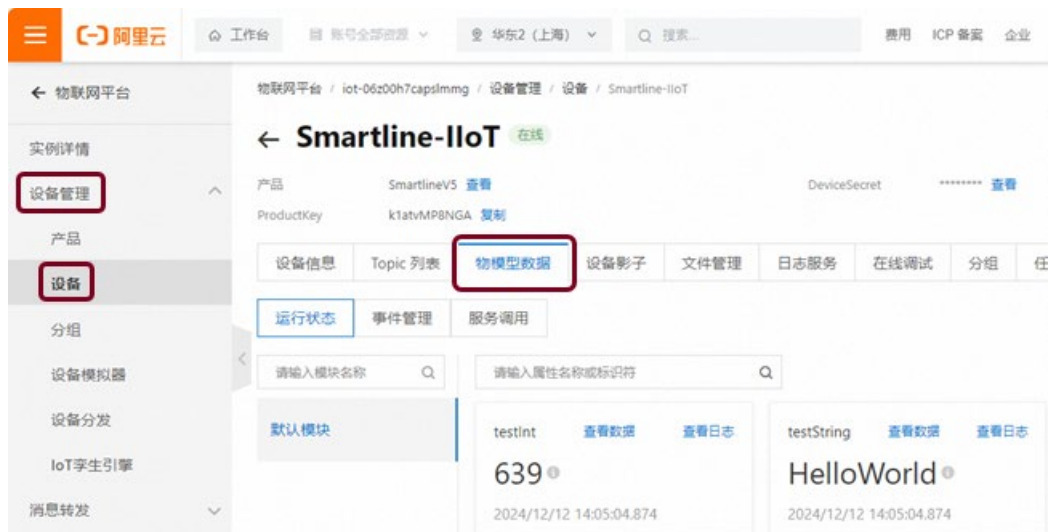 阿里云 工作台 账号全部资源 华东2（上海） 搜索... 费用 ICP 备案 企业
物联网平台
物联网平台 / iot-06z00h7capslmmg / 设备管理 / 设备 / Smartline-IIoT
Smartline-IIoT 在线
实例详情
设备管理
产品
设备
分组
设备模拟器
设备分发
IoT孪生引擎
消息转发
产品 SmartlineV5 查看 DeviceSecret ******** 查看
ProductKey k1atvMP8NGA 复制
设备信息 Topic 列表 物模型数据 设备影子 文件管理 日志服务 在线调试 分组 任
运行状态 事件管理 服务调用
请输入模块名称 请输入属性名称或标识符
默认模块
testInt 查看数据 查看日志
639
2024/12/12 14:05:04.874
testString 查看数据 查看日志
HelloWorld
2024/12/12 14:05:04.874